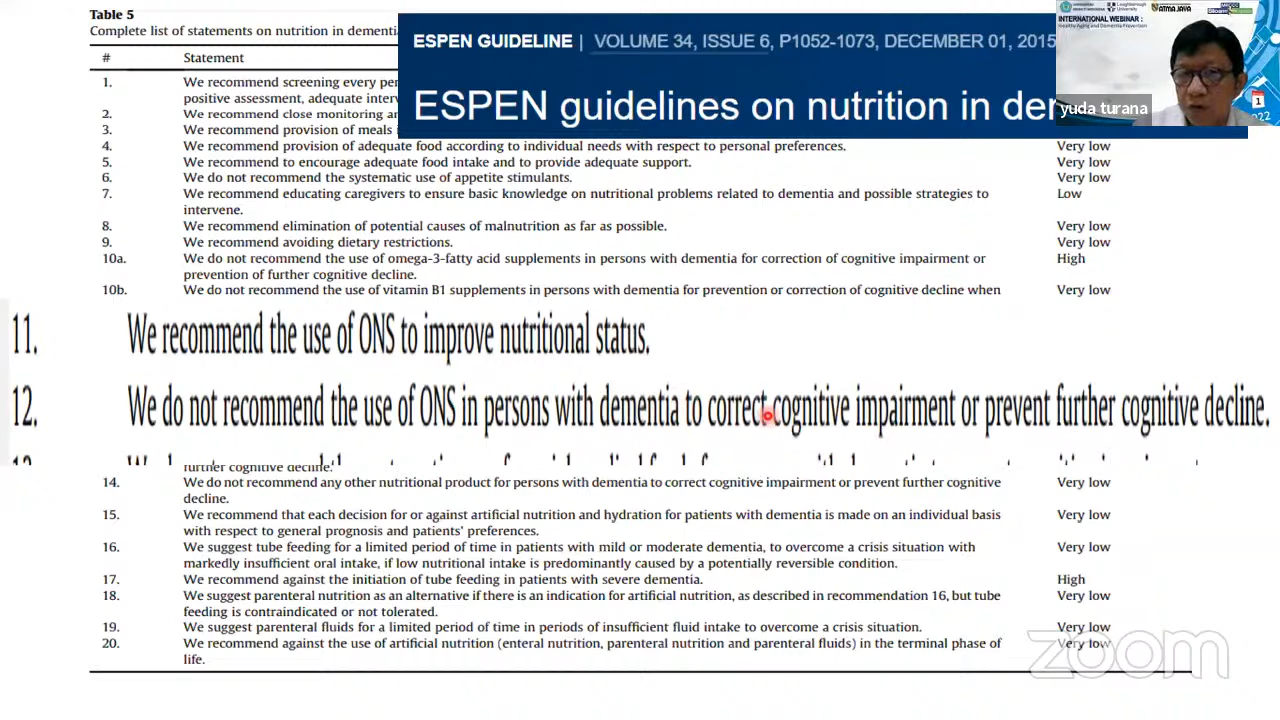 Table 5
Complete list of statements on nutrition in
# Statement
ESPEN GUIDELINE | VOLUME 34, ISSUE 6, P1052-1073, DECEMBER 01, 2015
ESPEN guidelines on nutrition in
INTERNATIONAL WEBINAR :
Healthy Aging and Dementia Prevention
ATMA JAYA
yuda turana
1
2022
1. We recommend screening every
positive assessment, adequate
2. We recommend close monitoring
3. We recommend provision of meals
4. We recommend provision of adequate food according to individual needs with respect to personal preferences. Very low
5. We recommend to encourage adequate food intake and to provide adequate support. Very low
6. We do not recommend the systematic use of appetite stimulants. Very low
7. We recommend educating caregivers to ensure basic knowledge on nutritional problems related to dementia and possible strategies to Low
intervene.
8. We recommend elimination of potential causes of malnutrition as far as possible. Very low
9. We recommend avoiding dietary restrictions. Very low
10a. We do not recommend the use of omega-3-fatty acid supplements in persons with dementia for correction of cognitive impairment or High
prevention of further cognitive decline.
10b. We do not recommend the use of vitamin B1 supplements in persons with dementia for prevention or correction of cognitive decline when Very low
11. We recommend the use of ONS to improve nutritional status.
12. We do not recommend the use of ONS in persons with dementia to correct cognitive impairment or prevent further cognitive decline.
further cognitive decline.
14. We do not recommend any other nutritional product for persons with dementia to correct cognitive impairment or prevent further cognitive Very low
decline.
15. We recommend that each decision for or against artificial nutrition and hydration for patients with dementia is made on an individual basis Very low
with respect to general prognosis and patients' preferences.
16. We suggest tube feeding for a limited period of time in patients with mild or moderate dementia, to overcome a crisis situation with Very low
markedly insufficient oral intake, if low nutritional intake is predominantly caused by a potentially reversible condition.
17. We recommend against the initiation of tube feeding in patients with severe dementia. High
18. We suggest parenteral nutrition as an alternative if there is an indication for artificial nutrition, as described in recommendation 16, but tube Very low
feeding is contraindicated or not tolerated.
19. We suggest parenteral fluids for a limited period of time in periods of insufficient fluid intake to overcome a crisis situation. Very low
20. We recommend against the use of artificial nutrition (enteral nutrition, parenteral nutrition and parenteral fluids) in the terminal phase of Very low
life.
zoom